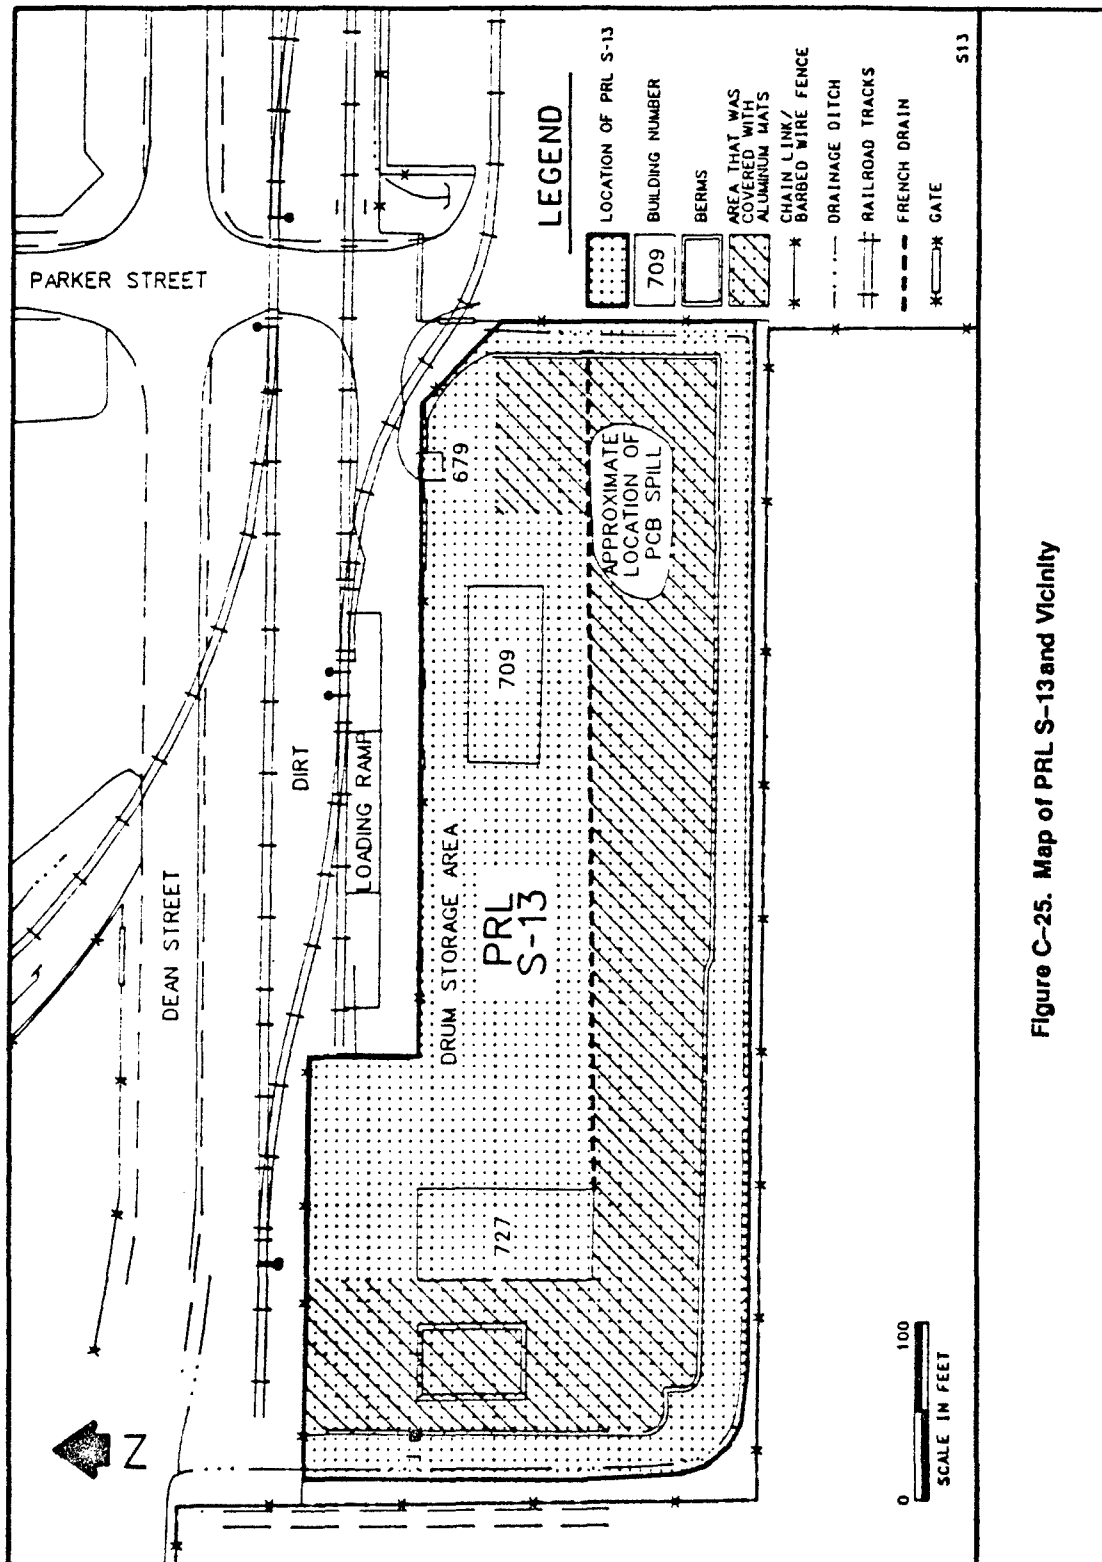 PARKER STREET
DEAN STREET
DIRT
LOADING RAMP
DRUM STORAGE AREA
PRL
S-13
679
709
727
APPROXIMATE
LOCATION OF
PCB SPILL
N
LEGEND
LOCATION OF PRL S-13
709
BUILDING NUMBER
BERMS
AREA THAT WAS
COVERED WITH
ALUMINUM MATS
CHAIN LINK/
BARBED WIRE FENCE
DRAINAGE DITCH
RAILROAD TRACKS
FRENCH DRAIN
GATE
S13
0 100
SCALE IN FEET
Figure C-25. Map of PRL S-13 and Vicinity